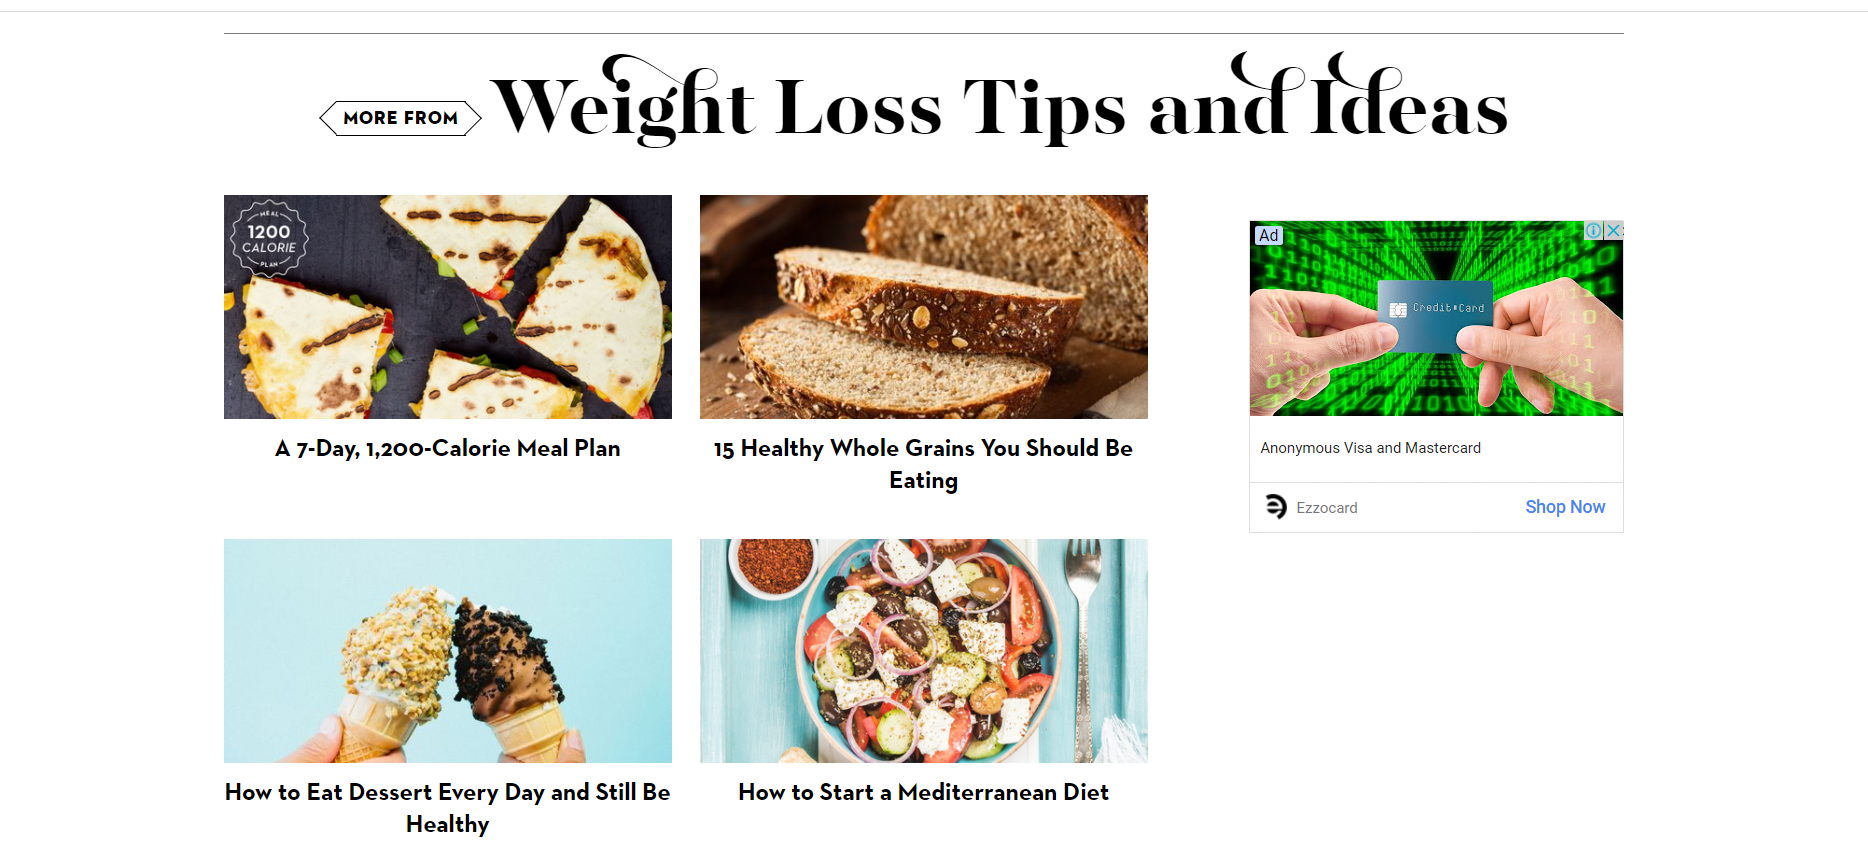 MORE FROM Weight Loss Tips and Ideas
MEAL
1200
CALORIE
PLAN
A 7-Day, 1,200-Calorie Meal Plan
15 Healthy Whole Grains You Should Be
Eating
How to Eat Dessert Every Day and Still Be
Healthy
How to Start a Mediterranean Diet
Ad
Credit Card
Anonymous Visa and Mastercard
Ezzocard
Shop Now